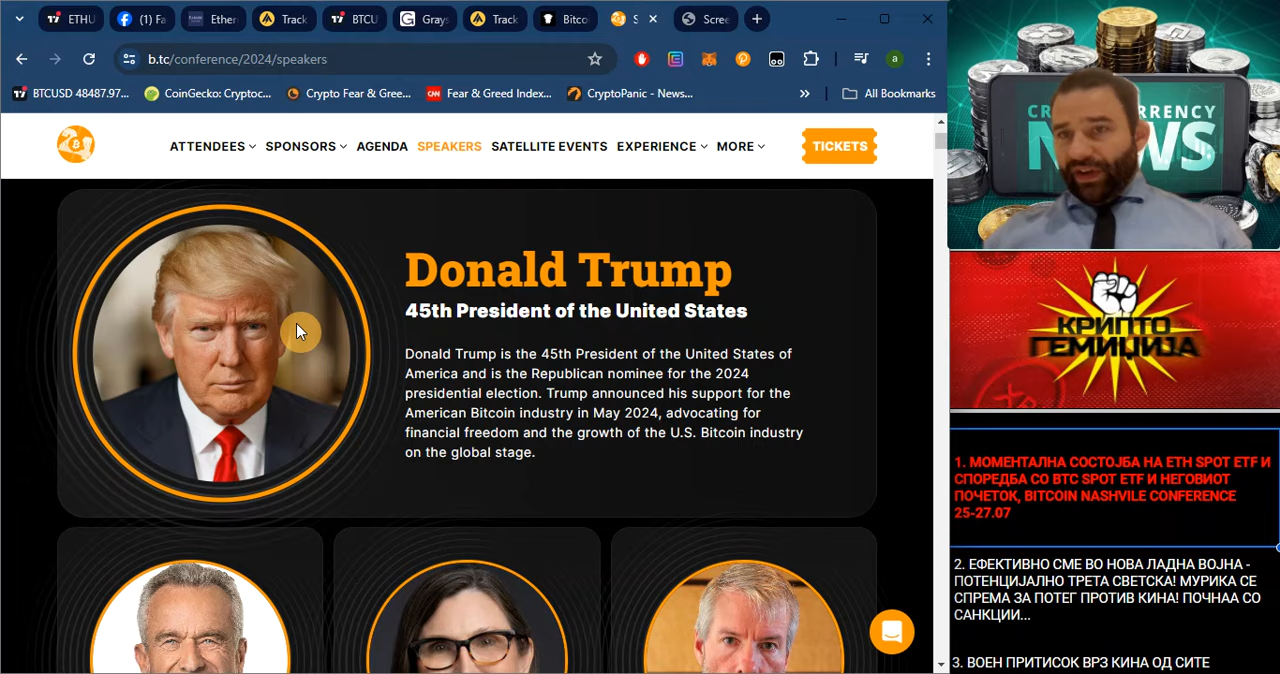 ETHU
(1) Fa
Ether
Track
BTCU
Grays
Track
Bitco
S
Scree
b.tc/conference/2024/speakers
a
BTCUSD 48487.97...
CoinGecko: Cryptoc...
Crypto Fear & Gree...
Fear & Greed Index...
CryptoPanic - News...
All Bookmarks
ATTENDEES
SPONSORS
AGENDA
SPEAKERS
SATELLITE EVENTS
EXPERIENCE
MORE
TICKETS
Donald Trump
45th President of the United States
Donald Trump is the 45th President of the United States of
America and is the Republican nominee for the 2024
presidential election. Trump announced his support for the
American Bitcoin industry in May 2024, advocating for
financial freedom and the growth of the U.S. Bitcoin industry
on the global stage.
КРИПТО
ГЕМИЏИЈА
1. МОМЕНТАЛНА СОСТОЈБА НА ETH SPOT ETF И
СПОРЕДБА СО BTC SPOT ETF И НЕГОВИОТ
ПОЧЕТОК, BITCOIN NASHVILE CONFERENCE
25-27.07
2. ЕФЕКТИВНО СМЕ ВО НОВА ЛАДНА ВОЈНА -
ПОТЕНЦИЈАЛНО ТРЕТА СВЕТСКА! МУРИКА СЕ
СПРЕМА ЗА ПОТЕГ ПРОТИВ КИНА! ПОЧНАА СО
САНКЦИИ...
3. ВОЕН ПРИТИСОК ВРЗ КИНА ОД СИТЕ